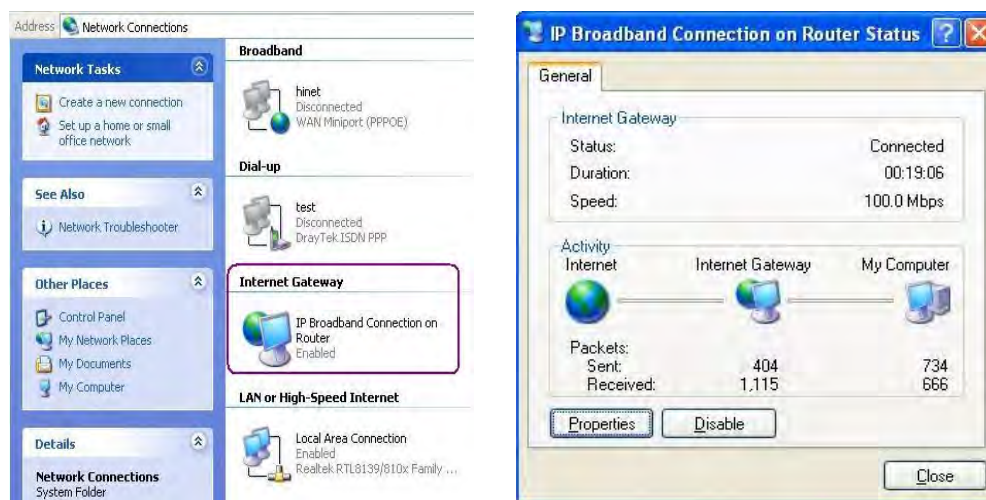 Address Network Connections
Network Tasks
Create a new connection
Set up a home or small
office network
See Also
Network Troubleshooter
Other Places
Control Panel
My Network Places
My Documents
My Computer
Details
Network Connections
System Folder
Broadband
hinet
Disconnected
WAN Miniport (PPPOE)
Dial-up
test
Disconnected
DrayTek ISDN PPP
Internet Gateway
IP Broadband Connection on
Router
Enabled
LAN or High-Speed Internet
Local Area Connection
Enabled
Realtek RTL8139/810x Family ...
IP Broadband Connection on Router Status
General
Internet Gateway
Status: Connected
Duration: 00:19:06
Speed: 100.0 Mbps
Activity
Internet Internet Gateway My Computer
Packets:
Sent: 404 734
Received: 1,115 666
Properties Disable
Close